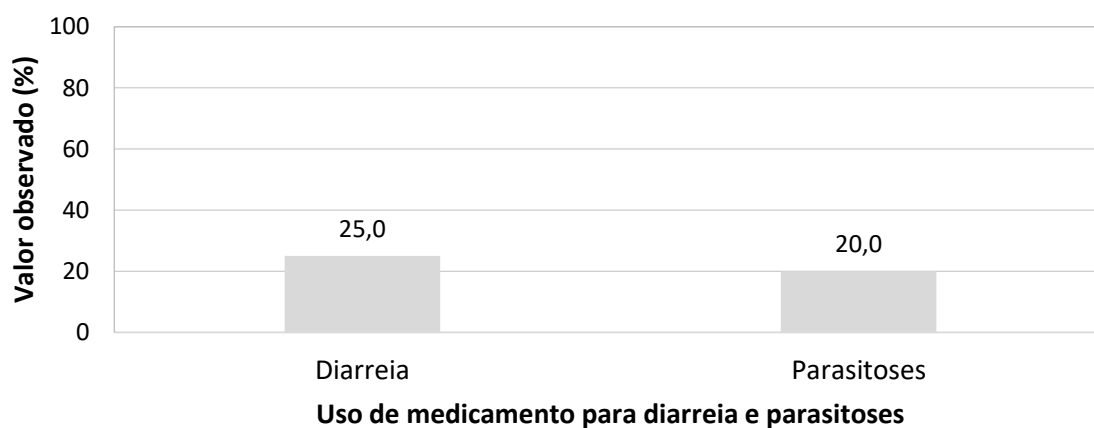 Valor observado (%)
100
80
60
40
20
0
25,0
20,0
Diarreia
Parasitoses
Uso de medicamento para diarreia e parasitoses